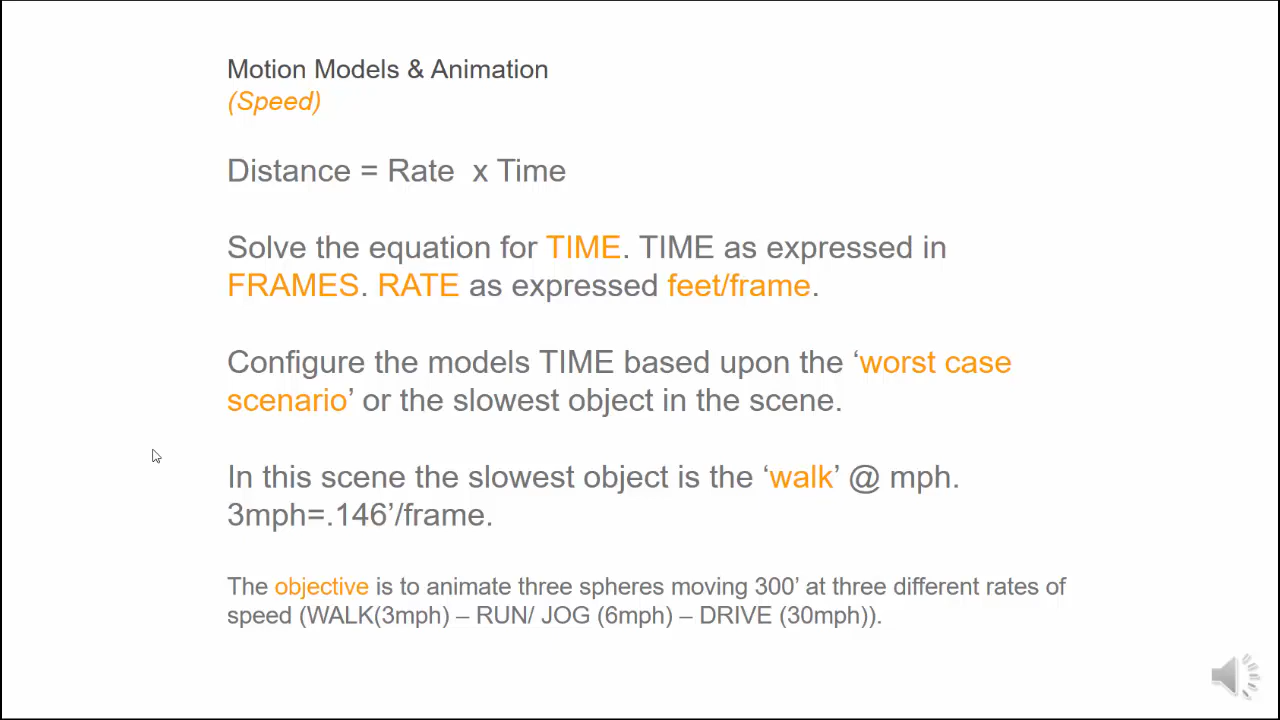 Motion Models & Animation
(Speed)
Distance = Rate x Time
Solve the equation for TIME. TIME as expressed in
FRAMES. RATE as expressed feet/frame.
Configure the models TIME based upon the ‘worst case
scenario’ or the slowest object in the scene.
In this scene the slowest object is the ‘walk’ @ mph.
3mph=.146’/frame.
The objective is to animate three spheres moving 300’ at three different rates of
speed (WALK(3mph) – RUN/ JOG (6mph) – DRIVE (30mph)).